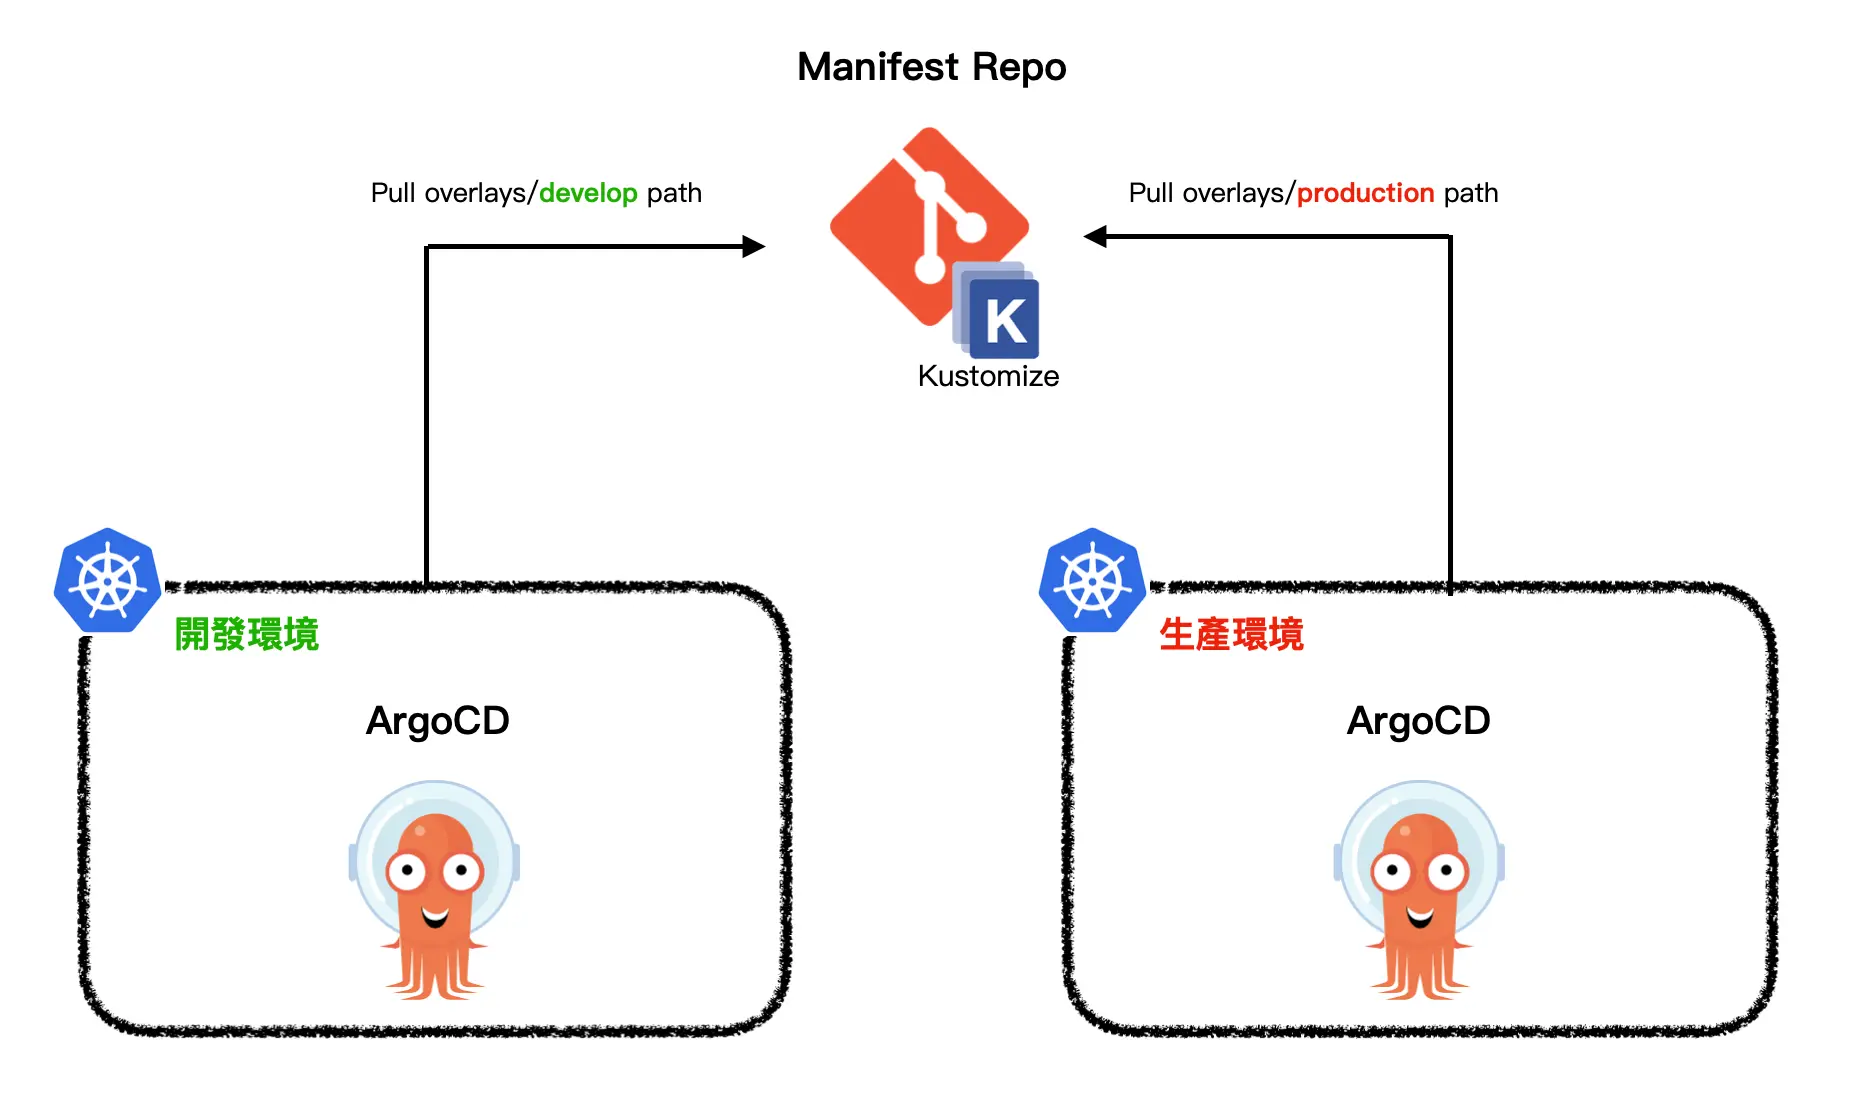 Manifest Repo
Pull overlays/develop path
Pull overlays/production path
K
Kustomize
開發環境
生產環境
ArgoCD
ArgoCD